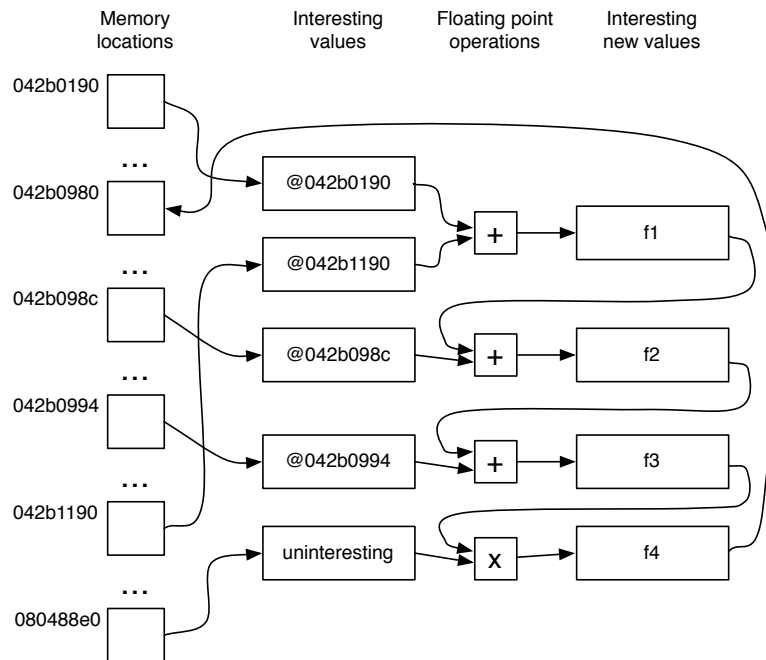 Memory locations
Interesting values
Floating point operations
Interesting new values
042b0190
...
042b0980
...
042b098c
...
042b0994
...
042b1190
...
080488e0
@042b0190
@042b1190
@042b098c
@042b0994
uninteresting
+
+
+
x
f1
f2
f3
f4